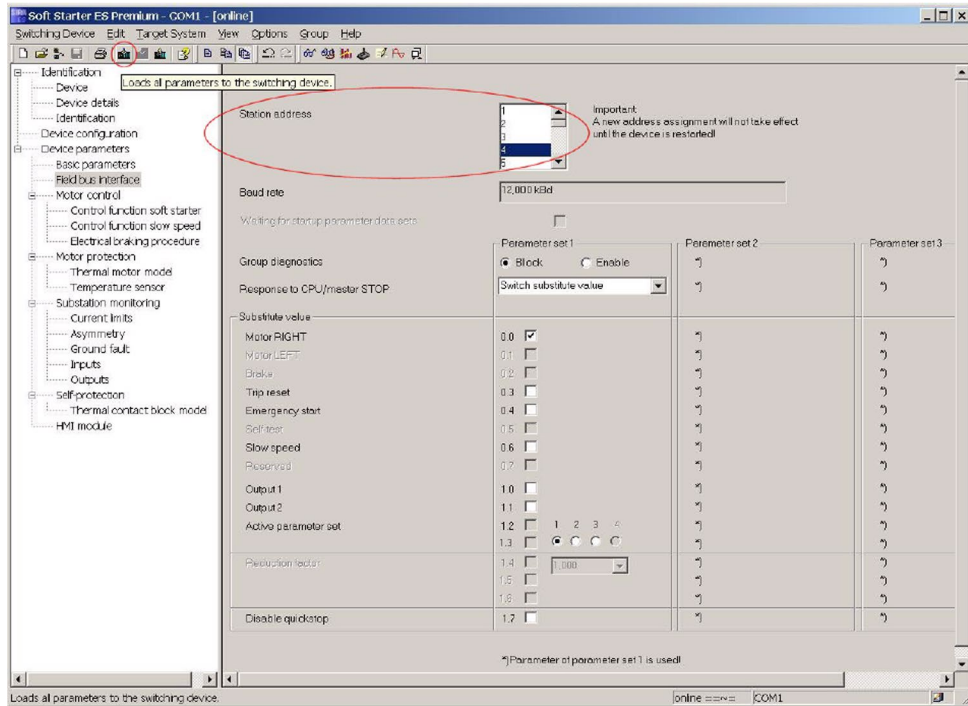 Soft Starter ES Premium - COM1 - [online]
Switching Device Edit Target System View Options Group Help
Loads all parameters to the switching device.
Identification
Device
Device details
Identification
Device configuration
Device parameters
Basic parameters
Field bus interface
Motor control
Control function soft starter
Control function slow speed
Electrical braking procedure
Motor protection
Thermal motor model
Temperature sensor
Substation monitoring
Current limits
Asymmetry
Ground fault
Inputs
Outputs
Self-protection
Thermal contact block model
HMI module
Station address
1
2
3
4
5
Important
A new address assignment will not take effect
until the device is restarted!
Baud rate 12,000 kBd
Waiting for startup parameter data sets
Parameter set 1 Parameter set 2 Parameter set 3
Group diagnostics Block Enable *) *)
Response to CPU/master STOP Switch substitute value *) *)
Substitute value
Motor RIGHT 0.0 *) *)
Motor LEFT 0.1 *) *)
Brake 0.2 *) *)
Trip reset 0.3 *) *)
Emergency start 0.4 *) *)
Self-test 0.5 *) *)
Slow speed 0.6 *) *)
Reserved 0.7 *) *)
Output 1 1.0 *) *)
Output 2 1.1 *) *)
Active parameter set 1.2 1 2 3 4 *) *)
1.3 *) *)
Reduction factor 1.4 1,000 *) *)
1.5 *) *)
1.6 *) *)
Disable quickstop 1.7 *) *)
*)Parameter of parameter set 1 is used!
Loads all parameters to the switching device. online ==~= COM1